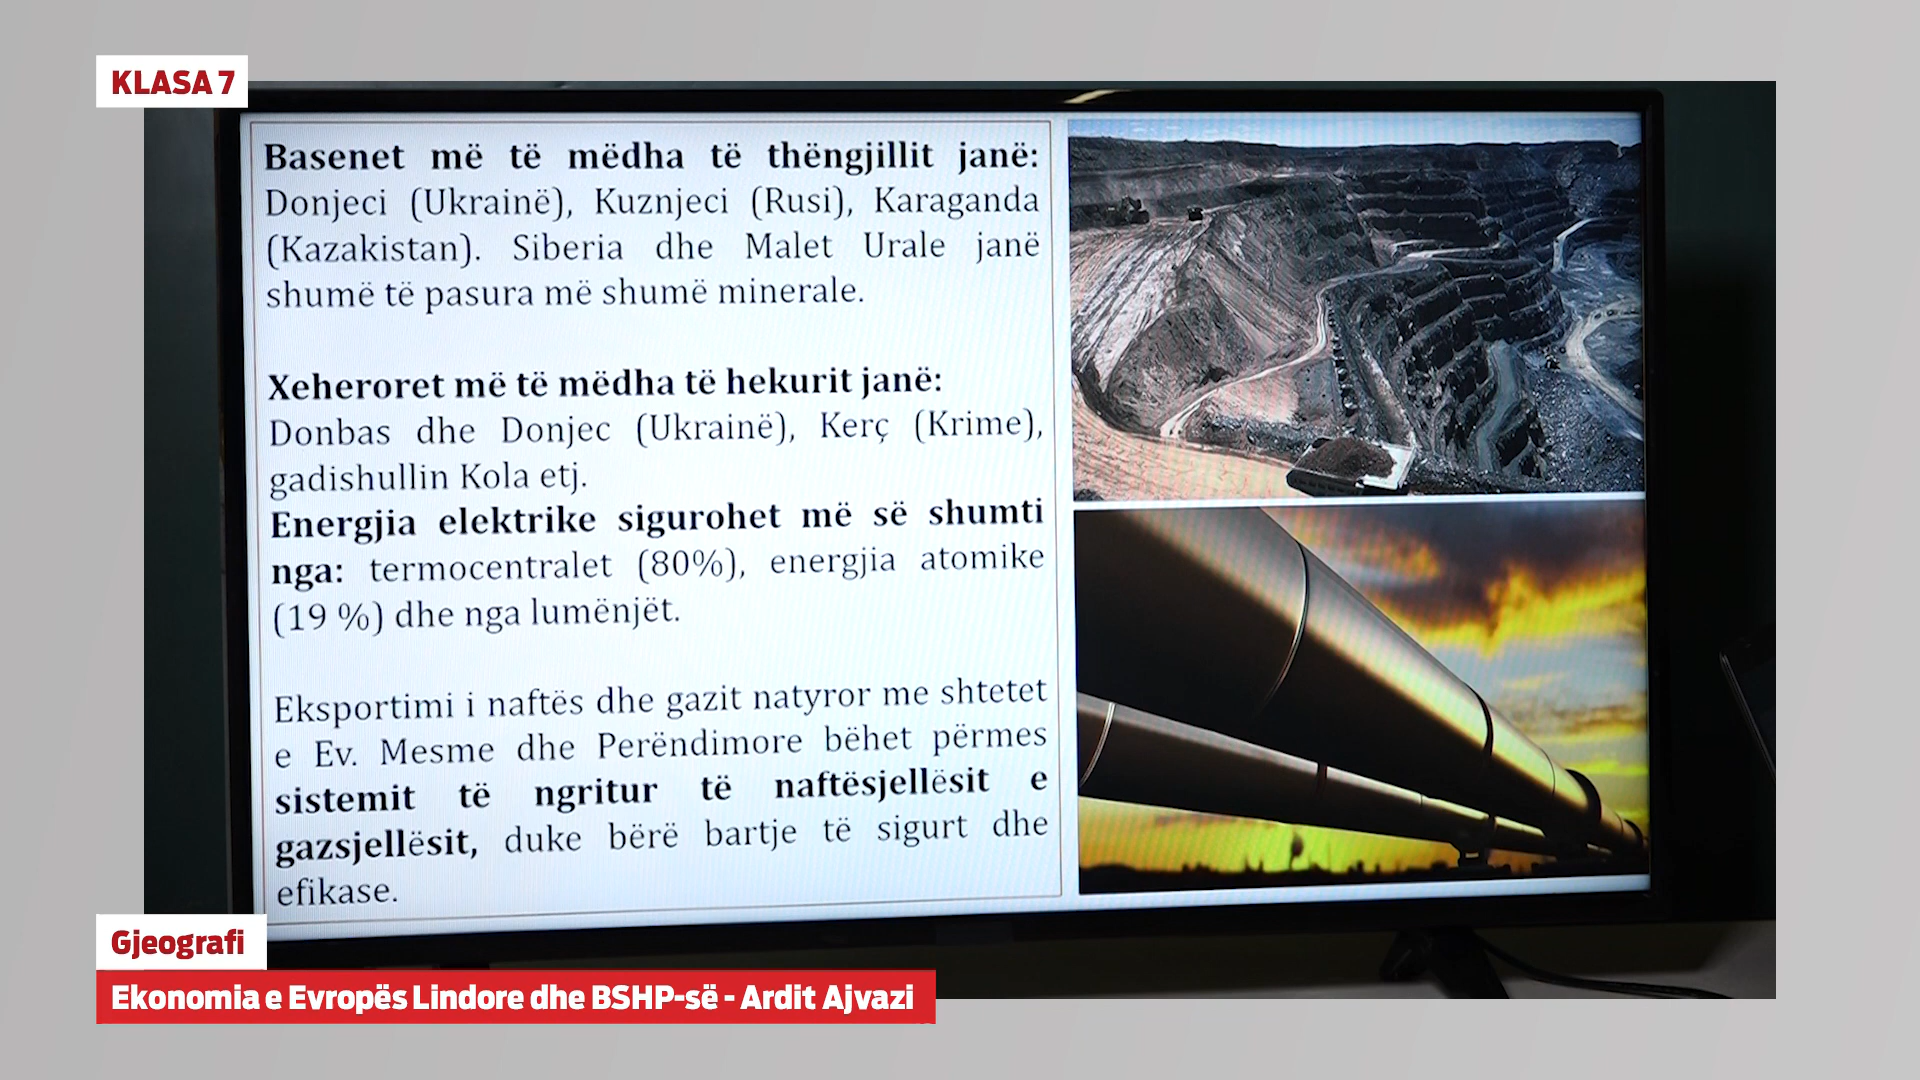 KLASA 7
Basenet më të mëdha të thëngjillit janë:
Donjeci (Ukrainë), Kuznjeci (Rusi), Karaganda
(Kazakistan). Siberia dhe Malet Urale janë
shumë të pasura më shumë minerale.
Xeheroret më të mëdha të hekurit janë:
Donbas dhe Donjec (Ukrainë), Kerç (Krime),
gadishullin Kola etj.
Energjia elektrike sigurohet më së shumti
nga: termocentralet (80%), energjia atomike
(19 %) dhe nga lumënjët.
Eksportimi i naftës dhe gazit natyror me shtetet
e Ev. Mesme dhe Perëndimore bëhet përmes
sistemit të ngritur të naftësjellësit e
gazsjellësit, duke bërë bartje të sigurt dhe
efikase.
Gjeografi
Ekonomia e Evropës Lindore dhe BSHP-së - Ardit Ajvazi